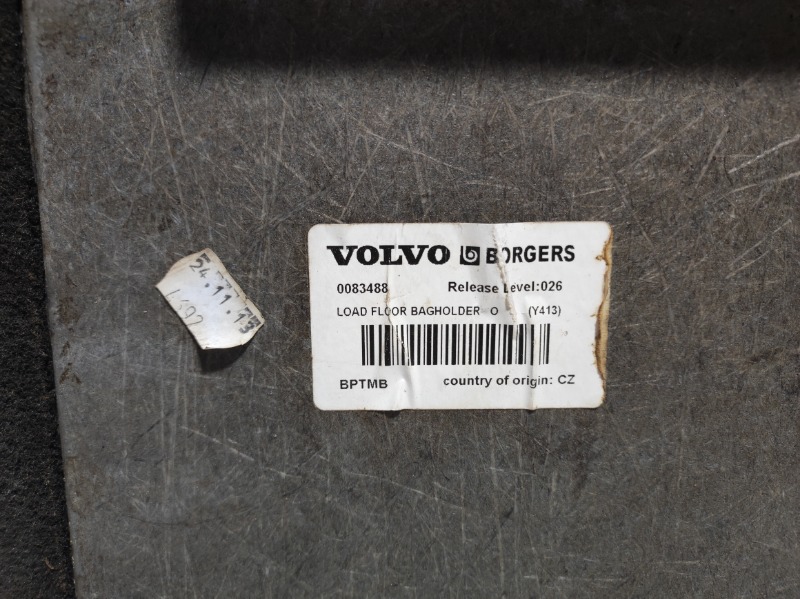 VOLVO BORGERS
0083488 Release Level:026
LOAD FLOOR BAGHOLDER O (Y413)
BPTMB country of origin: CZ
24.11.13